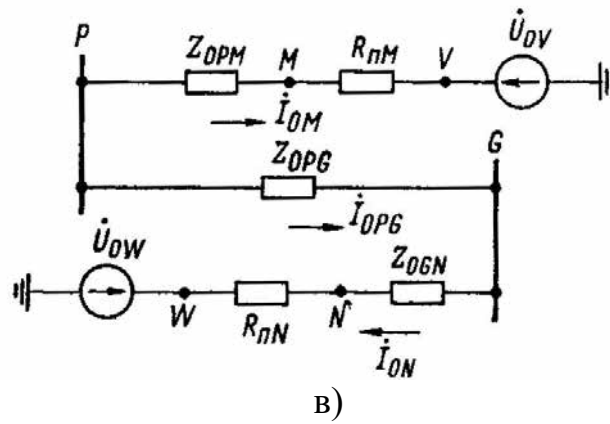 P
Z₀PM M RпM V U̇₀V
İ₀M
G
Z₀PG
İ₀PG
U̇₀W
Z₀GN
W RпN N
İ₀N
в)